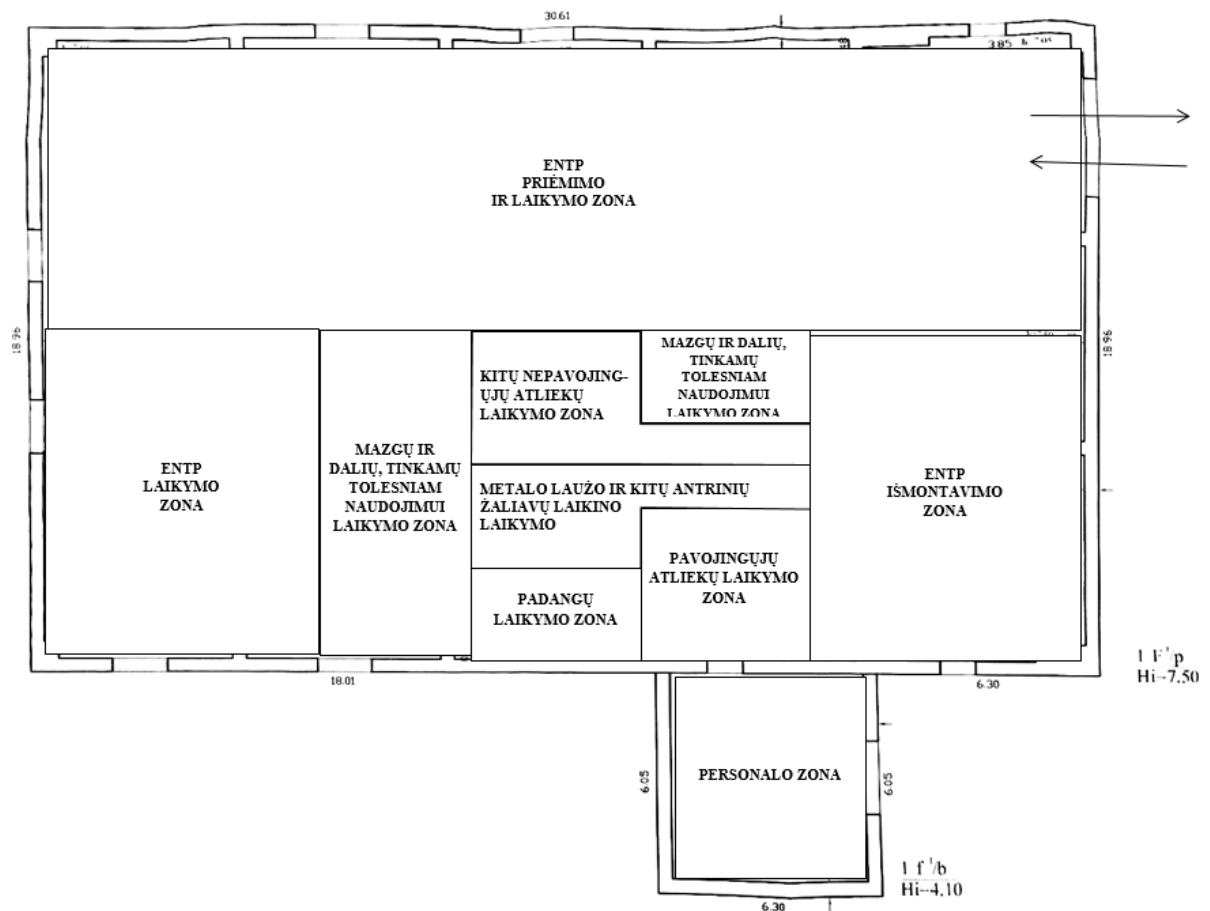 30.61
3.85
ENTP
PRIĖMIMO
IR LAIKYMO ZONA
18.96
18.96
KITŲ NEPAVOJING-
ŲJŲ ATLIEKŲ
LAIKYMO ZONA
MAZGŲ IR DALIŲ,
TINKAMŲ
TOLESNIAM
NAUDOJIMUI
LAIKYMO ZONA
ENTP
LAIKYMO
ZONA
MAZGŲ IR
DALIŲ, TINKAMŲ
TOLESNIAM
NAUDOJIMUI
LAIKYMO ZONA
METALO LAUŽO IR KITŲ ANTRINIŲ
ŽALIAVŲ LAIKINO
LAIKYMO
ENTP
IŠMONTAVIMO
ZONA
PADANGŲ
LAIKYMO ZONA
PAVOJINGŲJŲ
ATLIEKŲ LAIKYMO
ZONA
18.01
6.30
Hi-7.50
PERSONALO ZONA
6.05
6.05
Hi-4.10
6.30